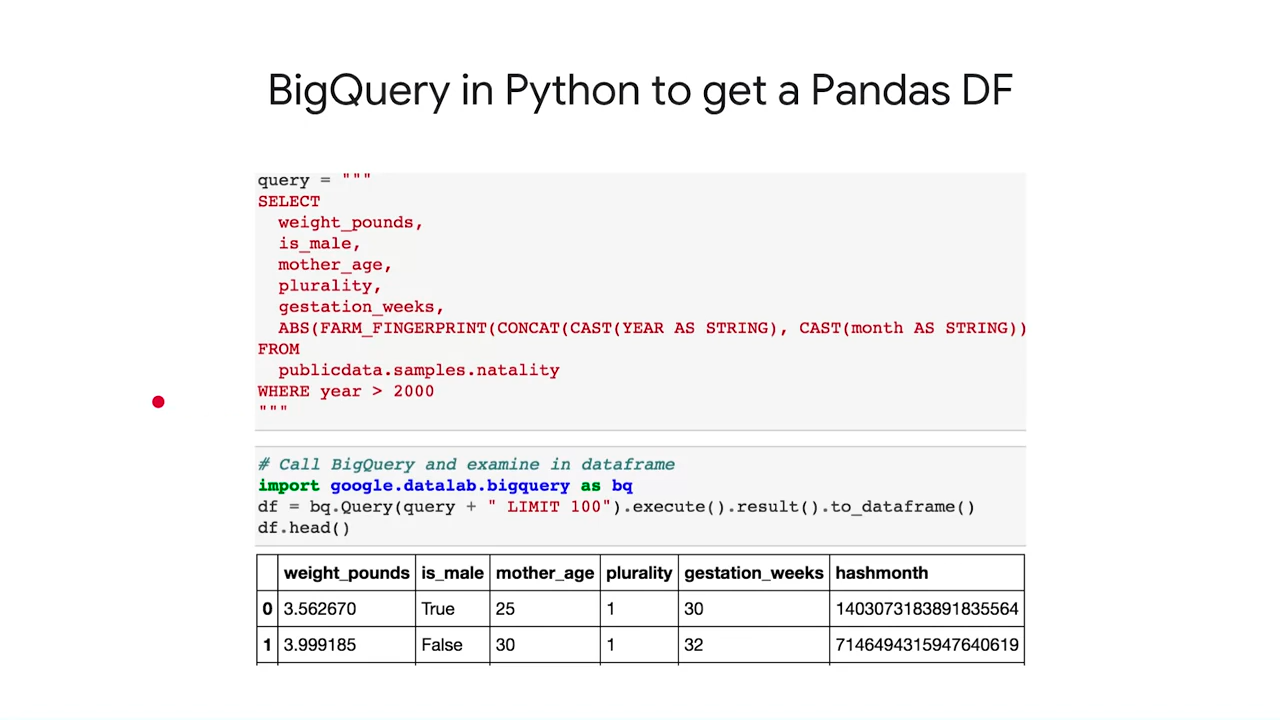 BigQuery in Python to get a Pandas DF
query = """
SELECT
weight_pounds,
is_male,
mother_age,
plurality,
gestation_weeks,
ABS(FARM_FINGERPRINT(CONCAT(CAST(YEAR AS STRING), CAST(month AS STRING))
FROM
publicdata.samples.natality
WHERE year > 2000
"""
# Call BigQuery and examine in dataframe
import google.datalab.bigquery as bq
df = bq.Query(query + " LIMIT 100").execute().result().to_dataframe()
df.head()
weight_pounds is_male mother_age plurality gestation_weeks hashmonth
0 3.562670 True 25 1 30 1403073183891835564
1 3.999185 False 30 1 32 7146494315947640619